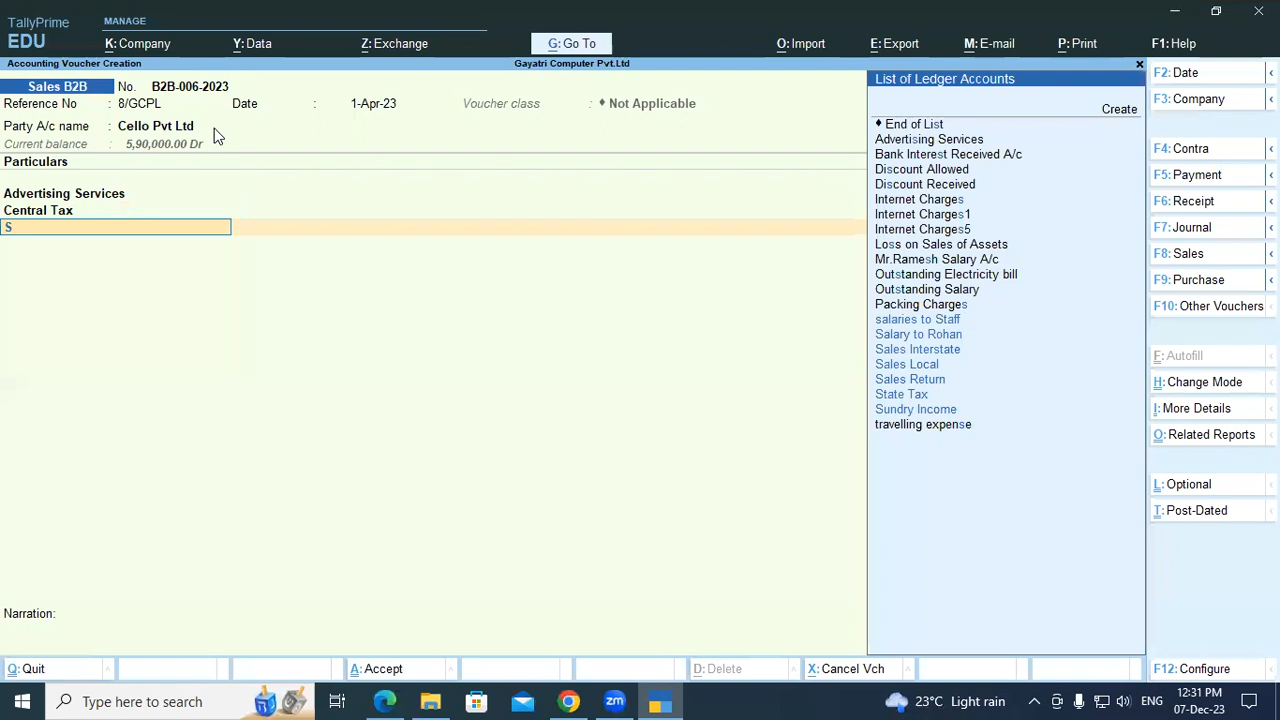 TallyPrime
EDU
MANAGE
K: Company
Y: Data
Z: Exchange
G: Go To
O: Import
E: Export
M: E-mail
P: Print
F1: Help
Accounting Voucher Creation
Gayatri Computer Pvt.Ltd
Sales B2B
No. B2B-006-2023
Reference No : 8/GCPL
Date : 1-Apr-23
Voucher class : ♦ Not Applicable
Party A/c name : Cello Pvt Ltd
Current balance : 5,90,000.00 Dr
Particulars
Advertising Services
Central Tax
S
Narration:
List of Ledger Accounts
Create
♦ End of List
Advertising Services
Bank Interest Received A/c
Discount Allowed
Discount Received
Internet Charges
Internet Charges1
Internet Charges5
Loss on Sales of Assets
Mr.Ramesh Salary A/c
Outstanding Electricity bill
Outstanding Salary
Packing Charges
salaries to Staff
Salary to Rohan
Sales Interstate
Sales Local
Sales Return
State Tax
Sundry Income
travelling expense
F2: Date
F3: Company
F4: Contra
F5: Payment
F6: Receipt
F7: Journal
F8: Sales
F9: Purchase
F10: Other Vouchers
F: Autofill
H: Change Mode
I: More Details
O: Related Reports
L: Optional
T: Post-Dated
Q: Quit
A: Accept
D: Delete
X: Cancel Vch
F12: Configure
Type here to search
zm
23°C Light rain
ENG
12:31 PM
07-Dec-23